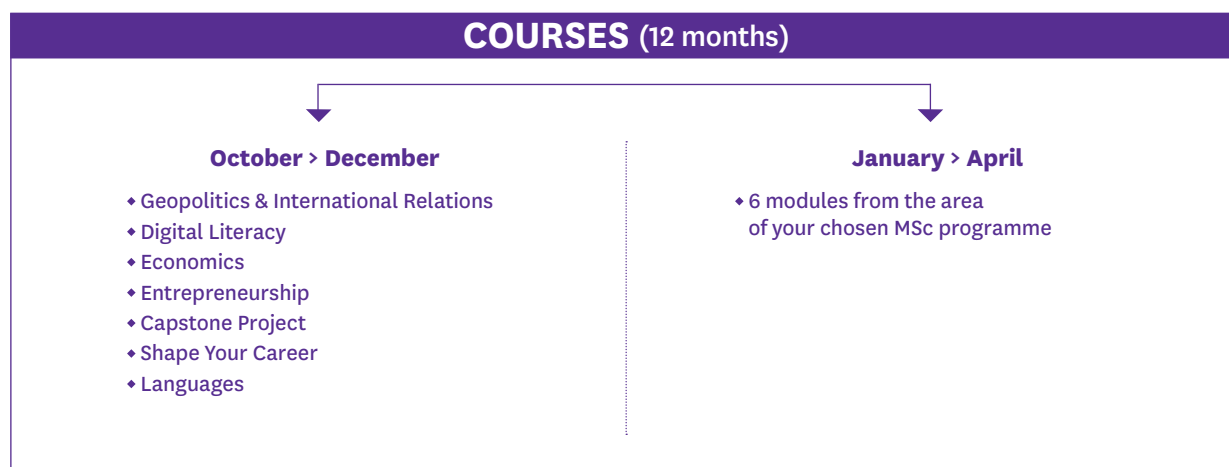 COURSES (12 months)
October > December
◆ Geopolitics & International Relations
◆ Digital Literacy
◆ Economics
◆ Entrepreneurship
◆ Capstone Project
◆ Shape Your Career
◆ Languages
January > April
◆ 6 modules from the area
of your chosen MSc programme